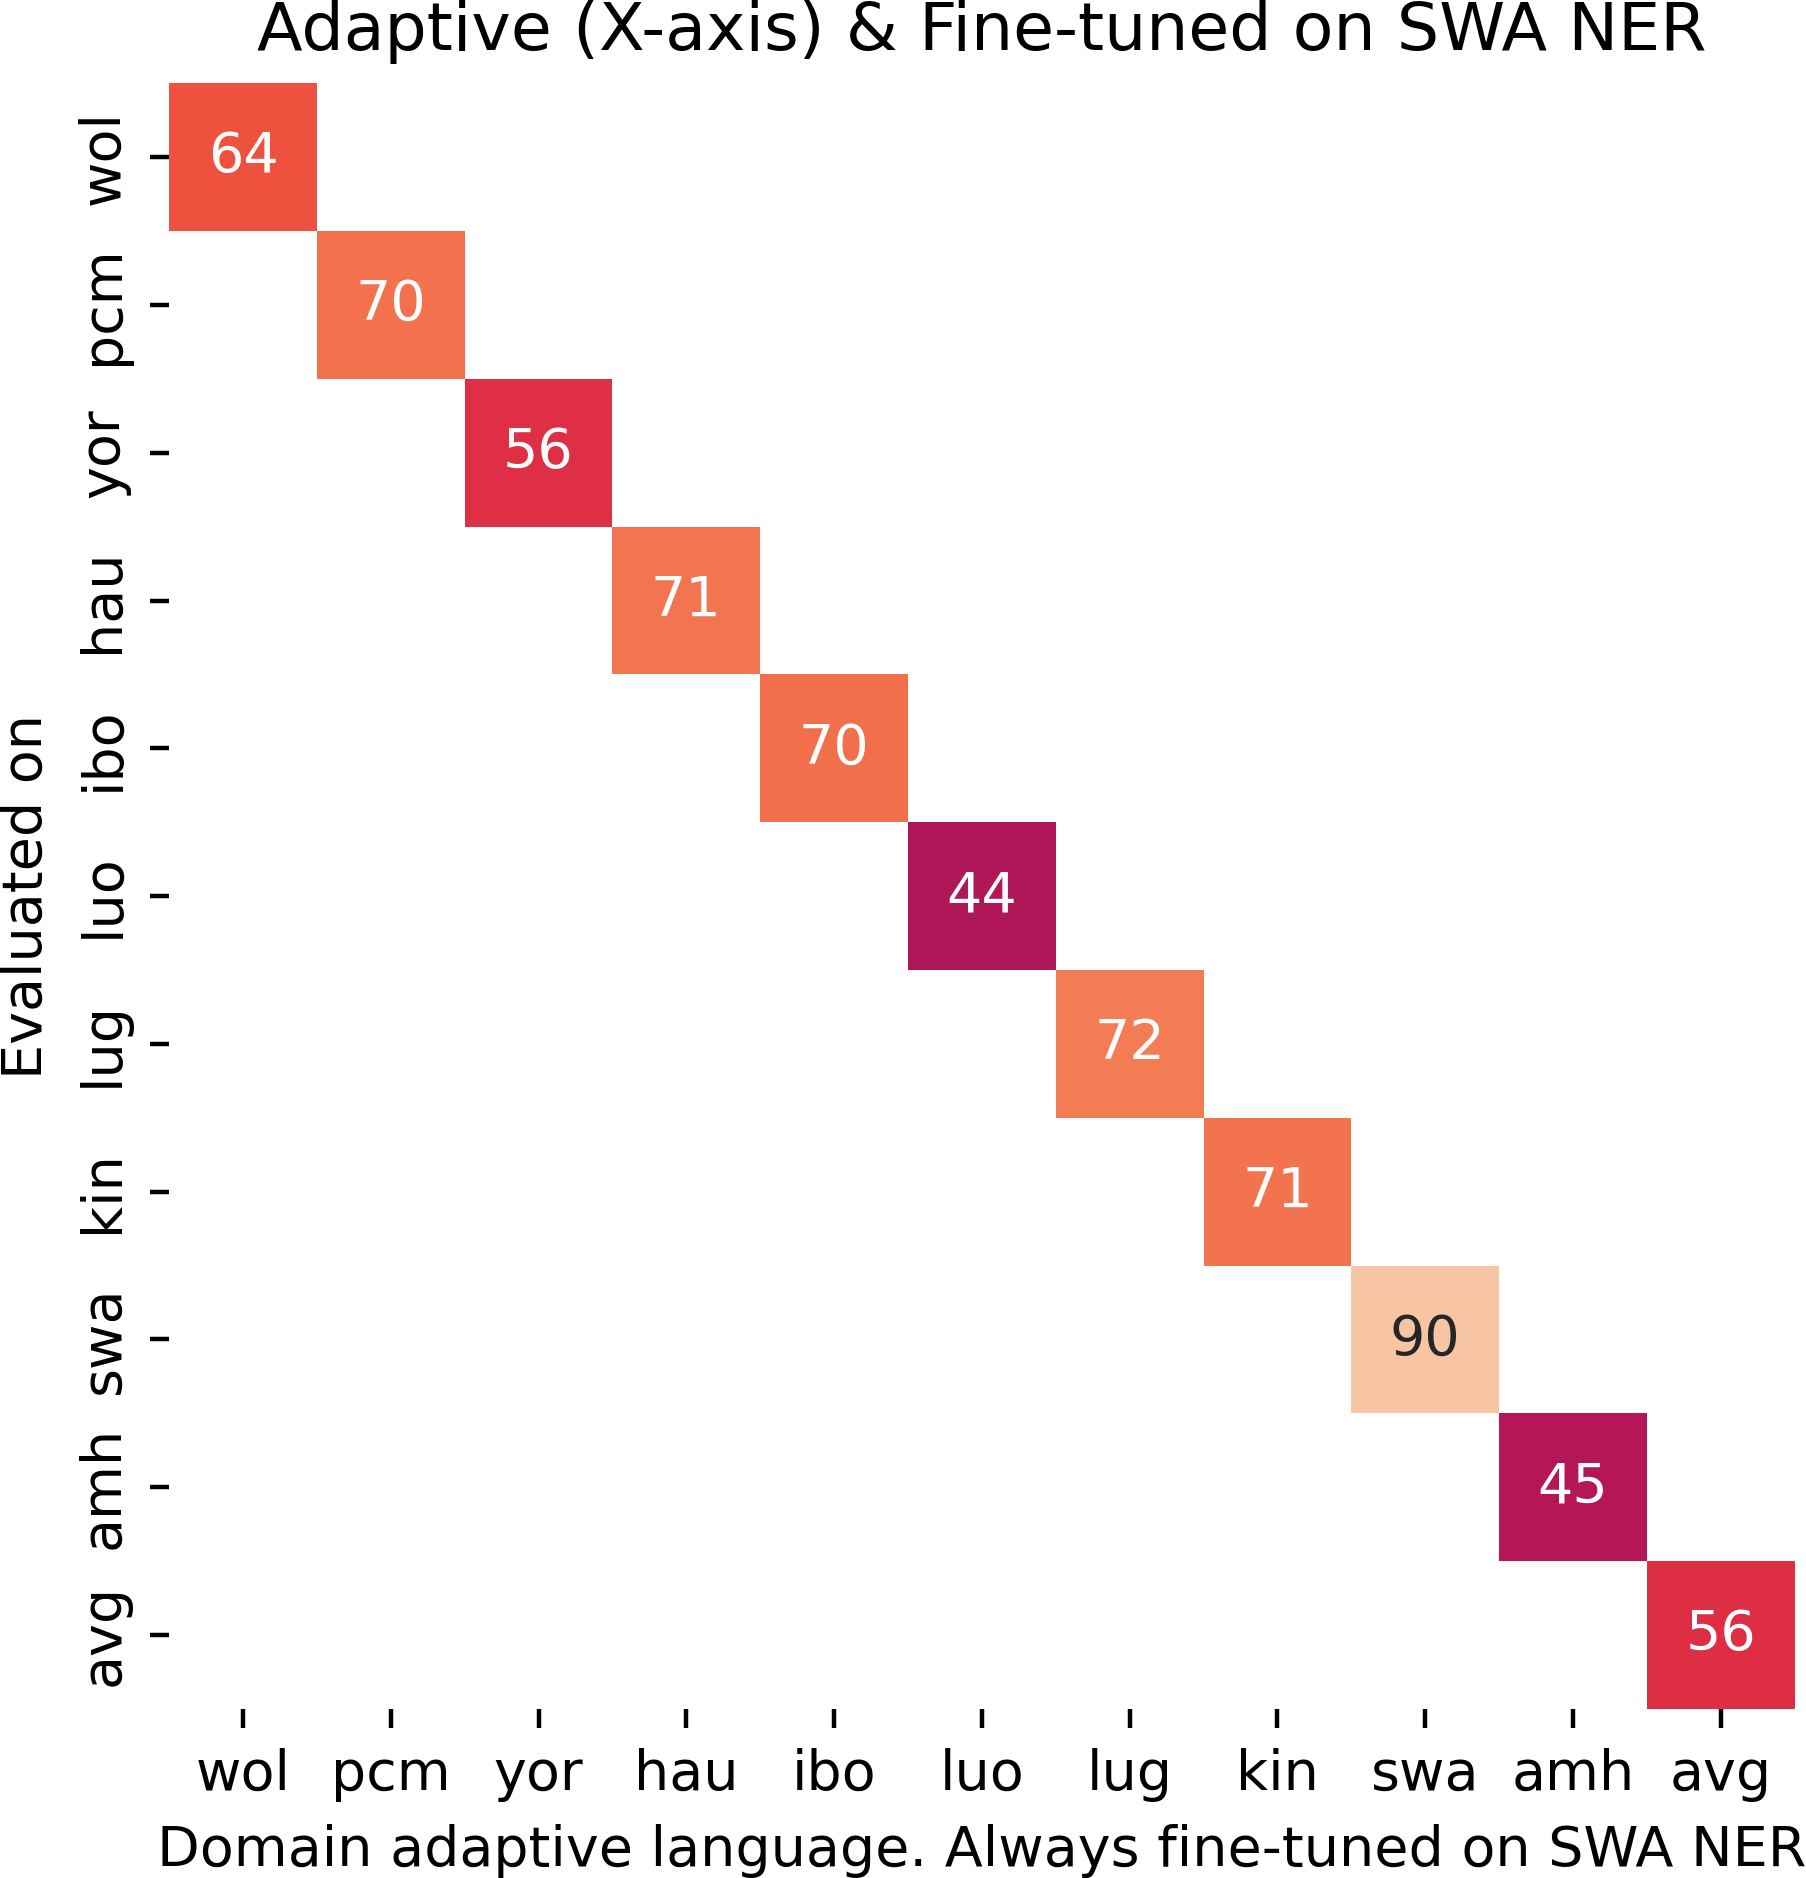 Adaptive (X-axis) & Fine-tuned on SWA NER
Evaluated on
wol 64
pcm 70
yor 56
hau 71
ibo 70
luo 44
lug 72
kin 71
swa 90
amh 45
avg 56
wol pcm yor hau ibo luo lug kin swa amh avg
Domain adaptive language. Always fine-tuned on SWA NER